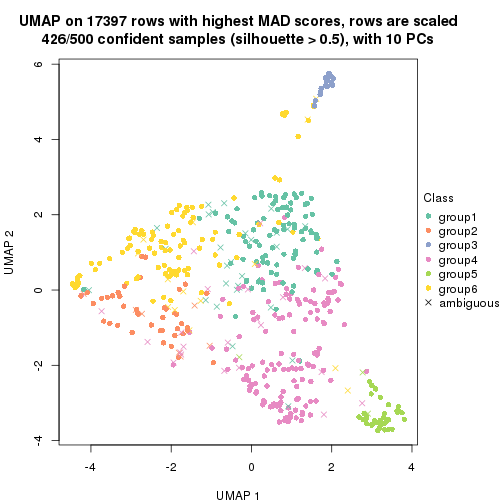 UMAP on 17397 rows with highest MAD scores, rows are scaled
426/500 confident samples (silhouette > 0.5), with 10 PCs
6
4
2
0
-2
-4
UMAP 2
-4
-2
0
2
4
UMAP 1
Class
group1
group2
group3
group4
group5
group6
ambiguous